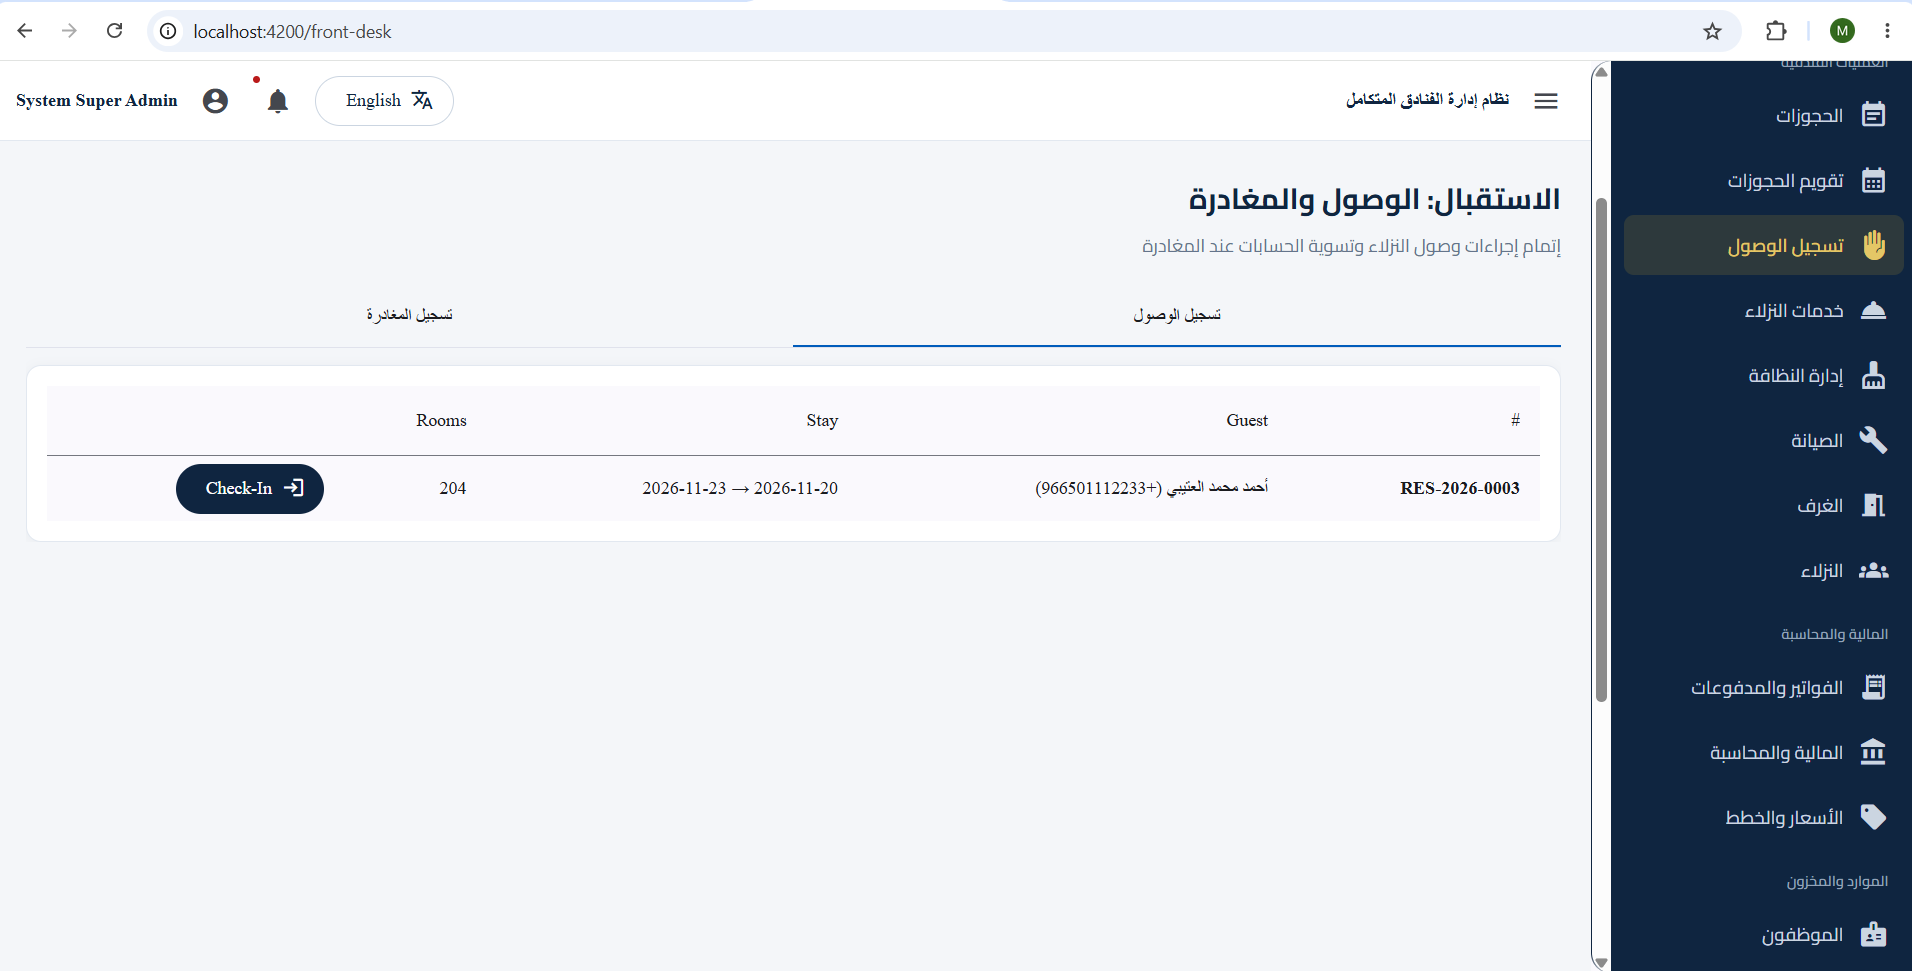 localhost:4200/front-desk
M
نظام إدارة الفنادق المتكامل
English
System Super Admin
العمليات الفندقية
الحجوزات
تقويم الحجوزات
تسجيل الوصول
خدمات النزلاء
إدارة النظافة
الصيانة
الغرف
النزلاء
المالية والمحاسبة
الفواتير والمدفوعات
المالية والمحاسبة
الأسعار والخطط
الموارد والمخزون
الموظفون
الاستقبال: الوصول والمغادرة
إتمام إجراءات وصول النزلاء وتسوية الحسابات عند المغادرة
تسجيل الوصول
تسجيل المغادرة
# Guest Stay Rooms
RES-2026-0003 أحمد محمد العتيبي (+966501112233) 2026-11-20 → 2026-11-23 204 Check-In